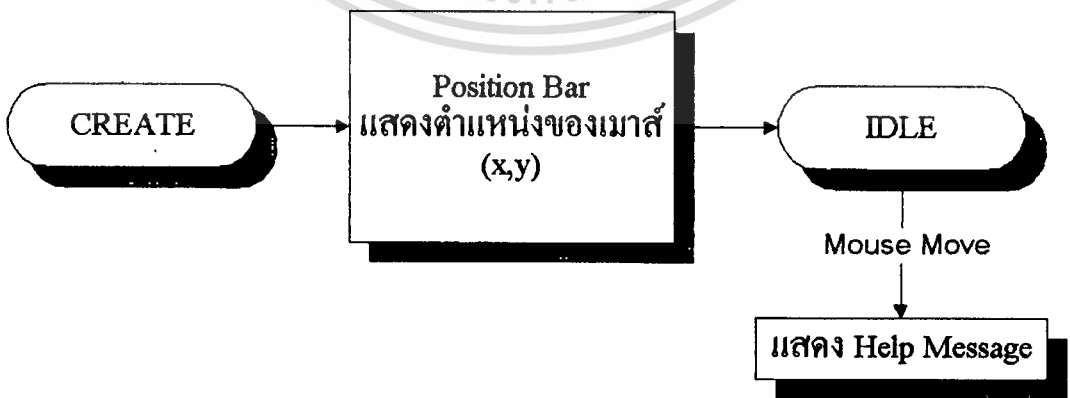 CREATE
Position Bar
แสดงตำแหน่งของเมาส์
(x,y)
IDLE
Mouse Move
แสดง Help Message